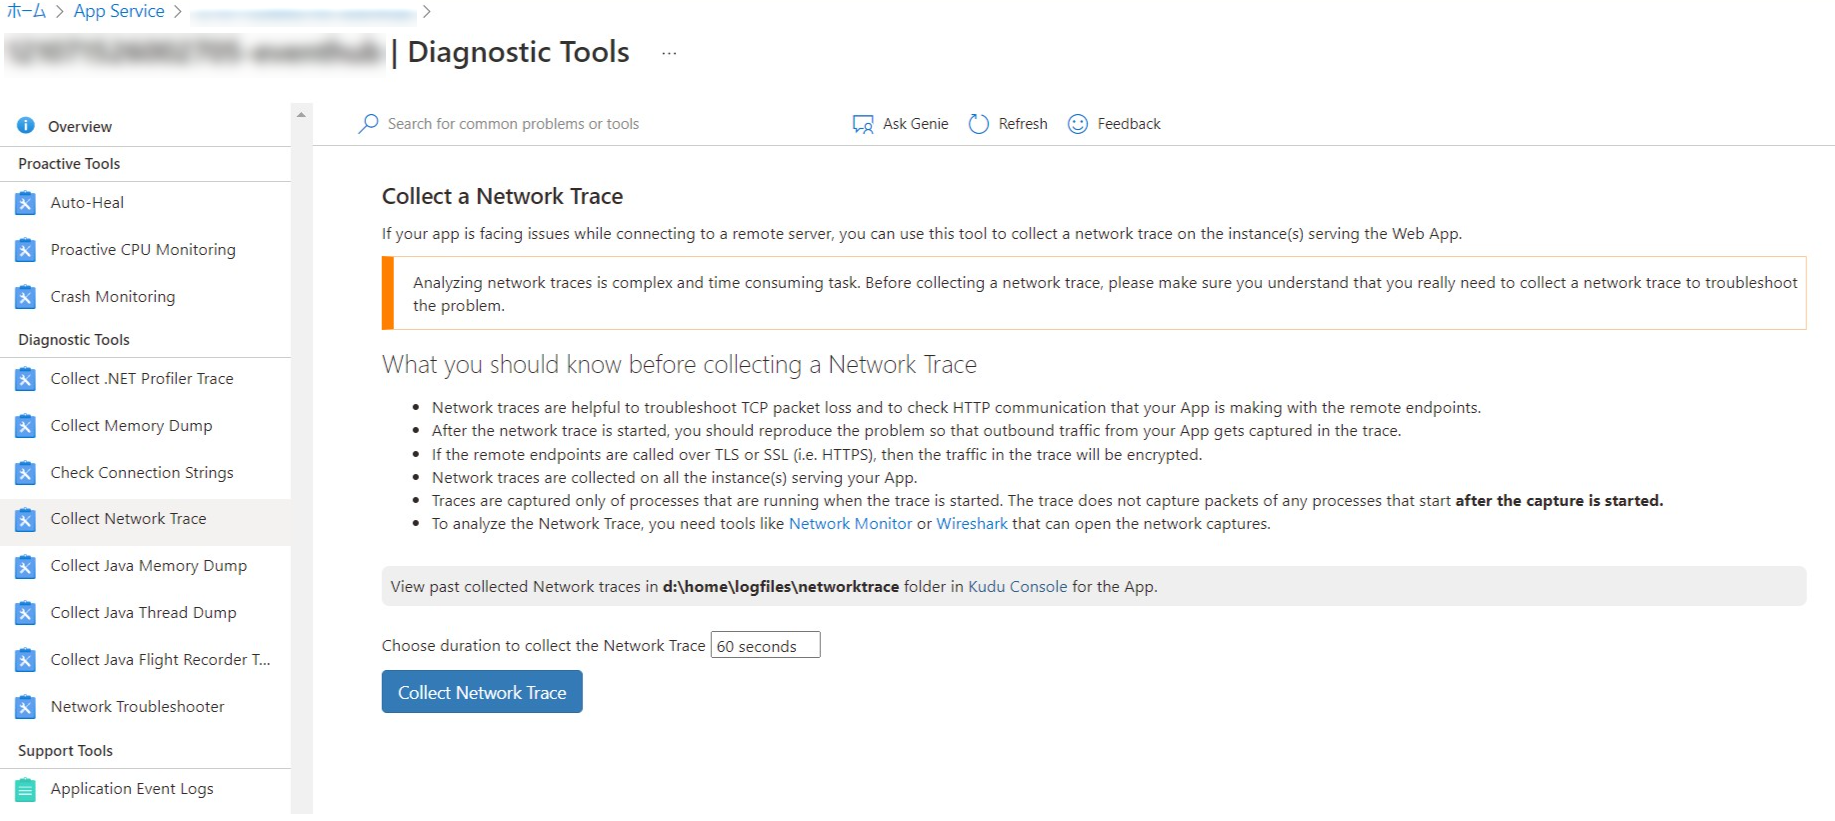 ホーム > App Service >
| Diagnostic Tools ...
Overview
Proactive Tools
Auto-Heal
Proactive CPU Monitoring
Crash Monitoring
Diagnostic Tools
Collect .NET Profiler Trace
Collect Memory Dump
Check Connection Strings
Collect Network Trace
Collect Java Memory Dump
Collect Java Thread Dump
Collect Java Flight Recorder T...
Network Troubleshooter
Support Tools
Application Event Logs
Search for common problems or tools
Ask Genie Refresh Feedback
Collect a Network Trace
If your app is facing issues while connecting to a remote server, you can use this tool to collect a network trace on the instance(s) serving the Web App.
Analyzing network traces is complex and time consuming task. Before collecting a network trace, please make sure you understand that you really need to collect a network trace to troubleshoot
the problem.
What you should know before collecting a Network Trace
• Network traces are helpful to troubleshoot TCP packet loss and to check HTTP communication that your App is making with the remote endpoints.
• After the network trace is started, you should reproduce the problem so that outbound traffic from your App gets captured in the trace.
• If the remote endpoints are called over TLS or SSL (i.e. HTTPS), then the traffic in the trace will be encrypted.
• Network traces are collected on all the instance(s) serving your App.
• Traces are captured only of processes that are running when the trace is started. The trace does not capture packets of any processes that start after the capture is started.
• To analyze the Network Trace, you need tools like Network Monitor or Wireshark that can open the network captures.
View past collected Network traces in d:\home\logfiles\networktrace folder in Kudu Console for the App.
Choose duration to collect the Network Trace 60 seconds
Collect Network Trace